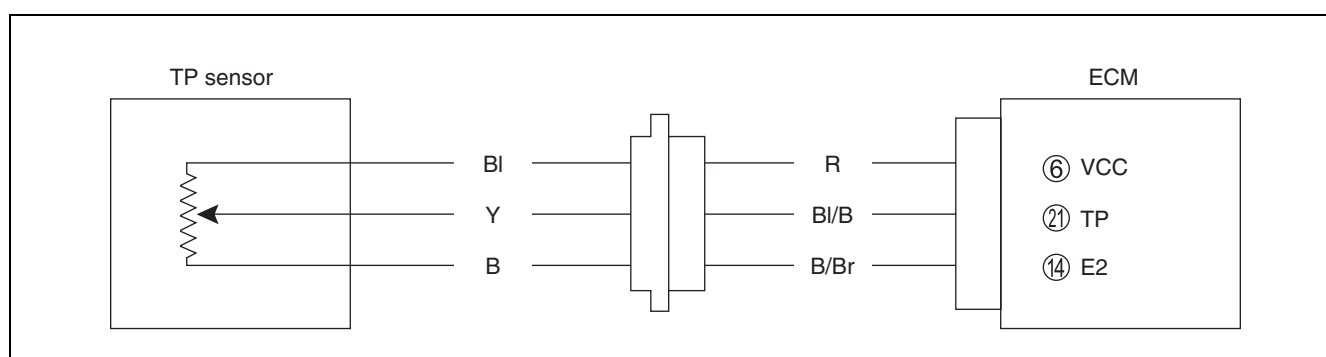 TP sensor ECM
Bl R ⑥ VCC
Y Bl/B ㉑ TP
B B/Br ⑭ E2